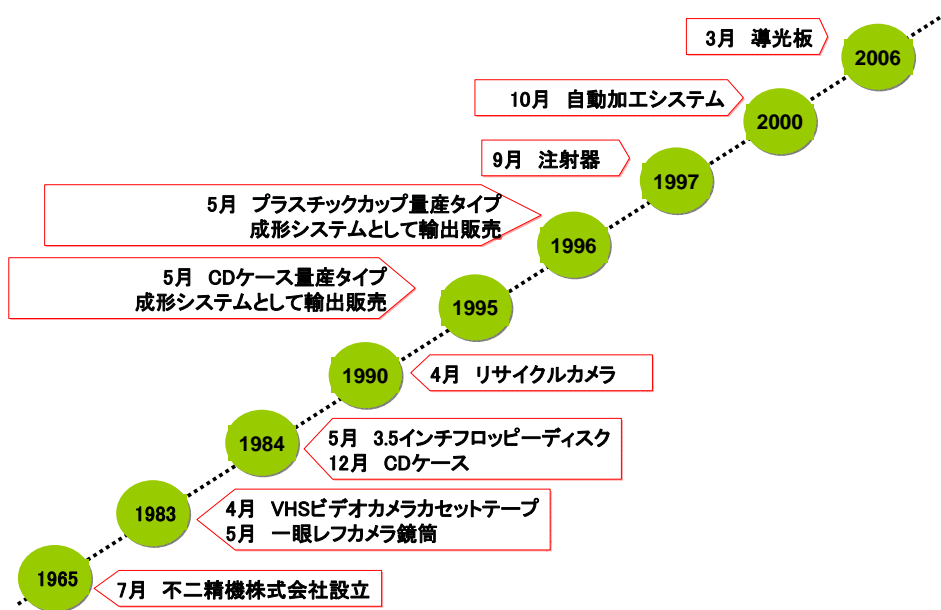 3月　導光板
2006
10月　自動加工システム
2000
9月　注射器
1997
5月　プラスチックカップ量産タイプ
成形システムとして輸出販売
1996
5月　CDケース量産タイプ
成形システムとして輸出販売
1995
1990
4月　リサイクルカメラ
1984
5月　3.5インチフロッピーディスク
12月　CDケース
1983
4月　VHSビデオカメラカセットテープ
5月　一眼レフカメラ鏡筒
1965
7月　不二精機株式会社設立